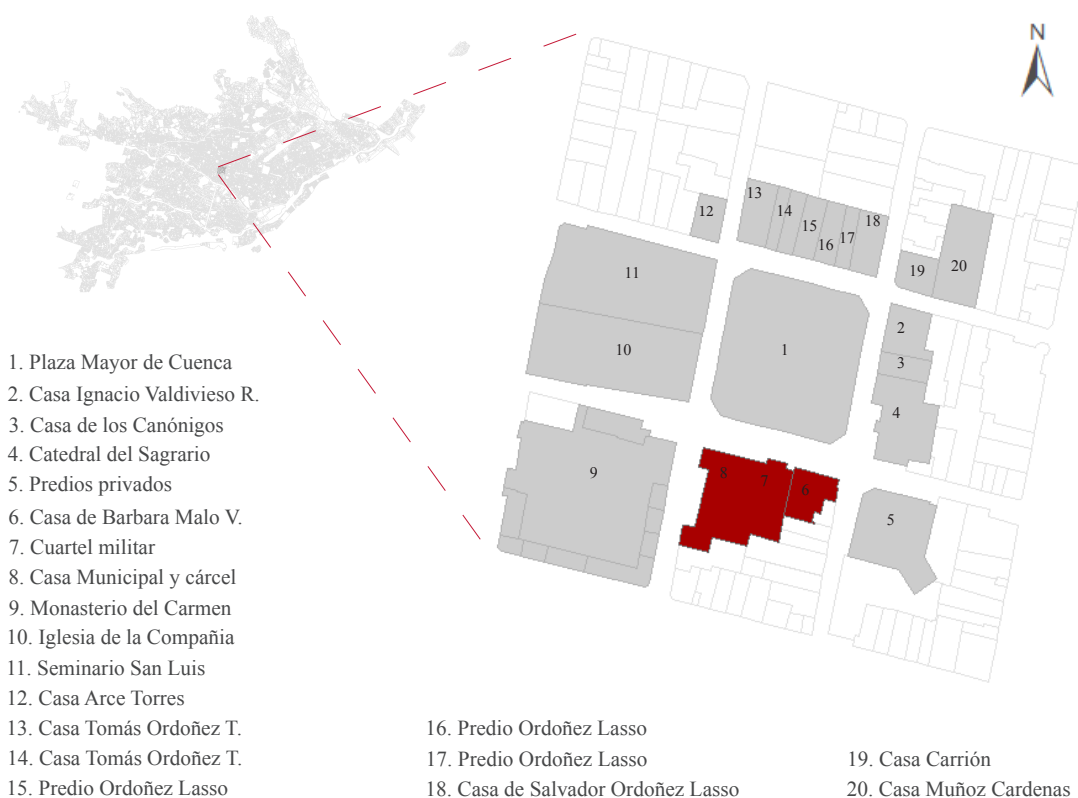 N
13
14
15
16
17
18
12
19
20
11
10
1
2
3
4
9
8
7
6
5
1. Plaza Mayor de Cuenca
2. Casa Ignacio Valdivieso R.
3. Casa de los Canónigos
4. Catedral del Sagrario
5. Predios privados
6. Casa de Barbara Malo V.
7. Cuartel militar
8. Casa Municipal y cárcel
9. Monasterio del Carmen
10. Iglesia de la Compañia
11. Seminario San Luis
12. Casa Arce Torres
13. Casa Tomás Ordoñez T.
14. Casa Tomás Ordoñez T.
15. Predio Ordoñez Lasso
16. Predio Ordoñez Lasso
17. Predio Ordoñez Lasso
18. Casa de Salvador Ordoñez Lasso
19. Casa Carrión
20. Casa Muñoz Cardenas